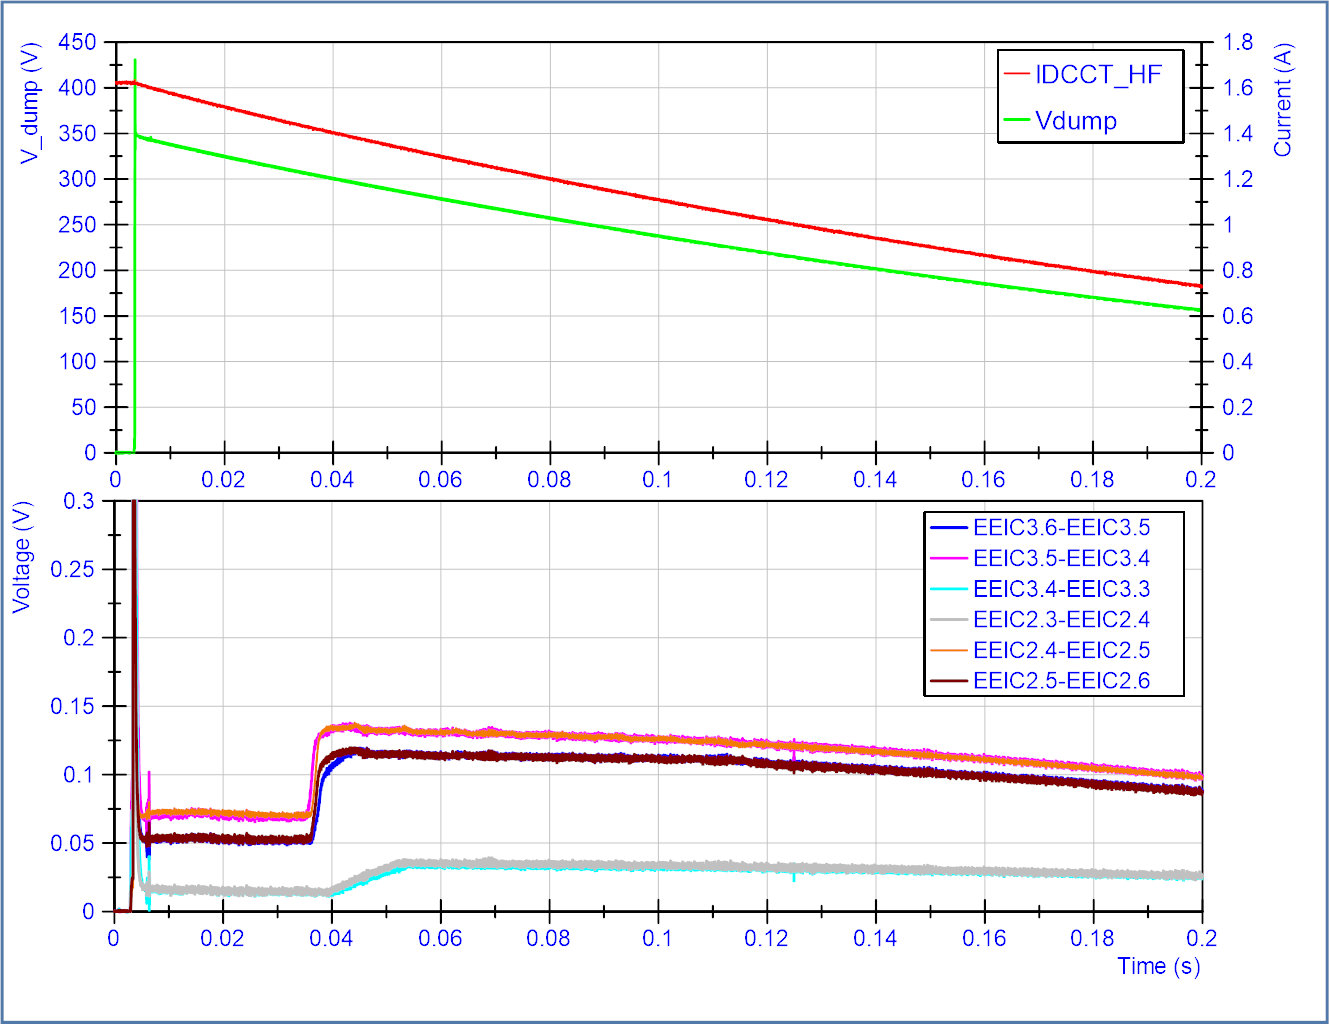 V_dump (V)
450
400
350
300
250
200
150
100
50
0
Current (A)
1.8
1.6
1.4
1.2
1
0.8
0.6
0.4
0.2
0
IDCCT_HF
Vdump
0 0.02 0.04 0.06 0.08 0.1 0.12 0.14 0.16 0.18 0.2
Voltage (V)
0.3
0.25
0.2
0.15
0.1
0.05
0
EEIC3.6-EEIC3.5
EEIC3.5-EEIC3.4
EEIC3.4-EEIC3.3
EEIC2.3-EEIC2.4
EEIC2.4-EEIC2.5
EEIC2.5-EEIC2.6
0 0.02 0.04 0.06 0.08 0.1 0.12 0.14 0.16 0.18 0.2
Time (s)